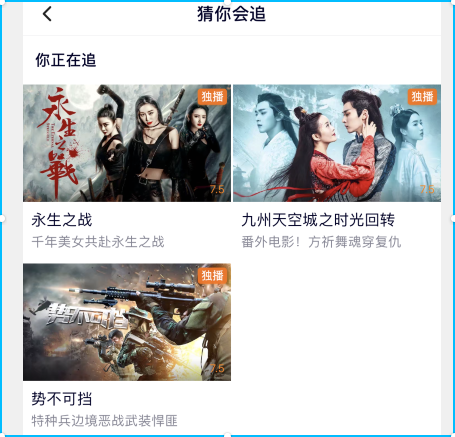 猜你会追
你正在追
独播
永生之戰
7.5
永生之战
千年美女共赴永生之战
独播
7.5
九州天空城之时光回转
番外电影！方祈舞魂穿复仇
独播
势不可挡
7.5
势不可挡
特种兵边境恶战武装悍匪